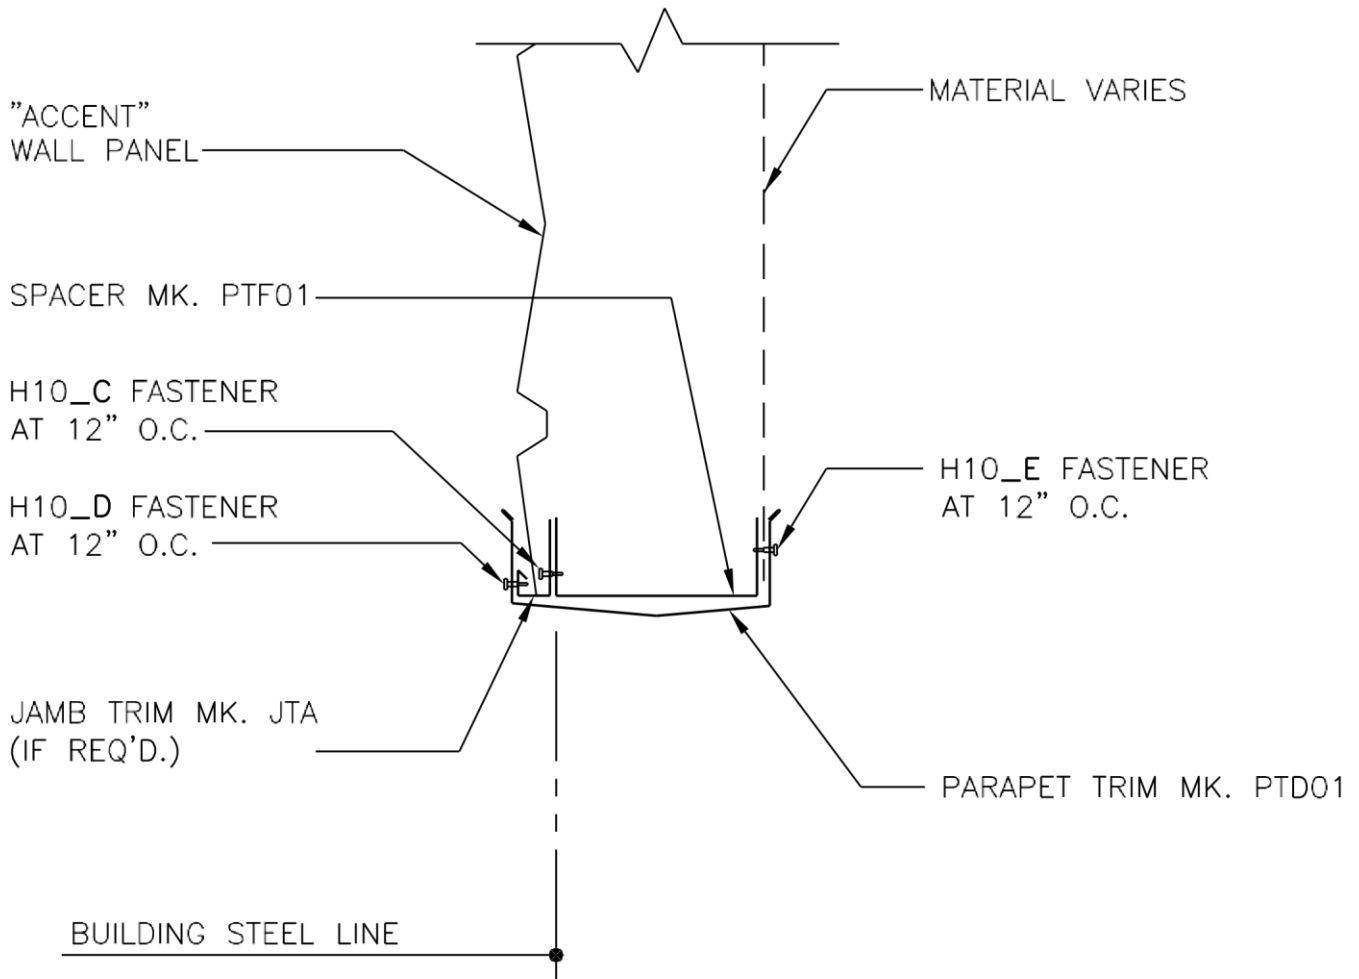 "ACCENT"
WALL PANEL
MATERIAL VARIES
SPACER MK. PTF01
H10_C FASTENER
AT 12" O.C.
H10_D FASTENER
AT 12" O.C.
H10_E FASTENER
AT 12" O.C.
JAMB TRIM MK. JTA
(IF REQ'D.)
PARAPET TRIM MK. PTD01
BUILDING STEEL LINE